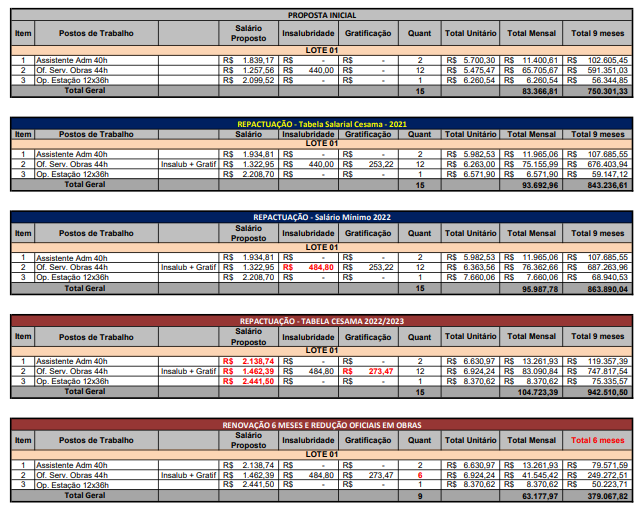 PROPOSTA INICIAL
Item Postos de Trabalho Salário Proposto Insalubridade Gratificação Quant Total Unitário Total Mensal Total 9 meses
LOTE 01
1 Assistente Adm 40h R$ 1.839,17 R$ - R$ - 2 R$ 5.700,30 R$ 11.400,61 R$ 102.605,45
2 Of. Serv. Obras 44h R$ 1.257,56 R$ 440,00 R$ - 12 R$ 5.475,47 R$ 65.705,67 R$ 591.351,03
3 Op. Estação 12x36h R$ 2.099,52 R$ - R$ - 1 R$ 6.260,54 R$ 6.260,54 R$ 56.344,85
Total Geral 15 83.366,81 750.301,33
REPACTUAÇÃO - Tabela Salarial Cesama - 2021
Item Postos de Trabalho Salário Proposto Insalubridade Gratificação Quant Total Unitário Total Mensal Total 9 meses
LOTE 01
1 Assistente Adm 40h R$ 1.934,81 R$ - R$ - 2 R$ 5.982,53 R$ 11.965,06 R$ 107.685,55
2 Of. Serv. Obras 44h Insalub + Gratif R$ 1.322,95 R$ 440,00 R$ 253,22 12 R$ 6.263,00 R$ 75.155,99 R$ 676.403,94
3 Op. Estação 12x36h R$ 2.208,70 R$ - R$ - 1 R$ 6.571,90 R$ 6.571,90 R$ 59.147,12
Total Geral 15 93.692,96 843.236,61
REPACTUAÇÃO - Salário Mínimo 2022
Item Postos de Trabalho Salário Proposto Insalubridade Gratificação Quant Total Unitário Total Mensal Total 9 meses
LOTE 01
1 Assistente Adm 40h R$ 1.934,81 R$ - R$ - 2 R$ 5.982,53 R$ 11.965,06 R$ 107.685,55
2 Of. Serv. Obras 44h Insalub + Gratif R$ 1.322,95 R$ 484,80 R$ 253,22 12 R$ 6.363,56 R$ 76.362,66 R$ 687.263,96
3 Op. Estação 12x36h R$ 2.208,70 R$ - R$ - 1 R$ 7.660,06 R$ 7.660,06 R$ 68.940,53
Total Geral 15 95.987,78 863.890,04
REPACTUAÇÃO - TABELA CESAMA 2022/2023
Item Postos de Trabalho Salário Proposto Insalubridade Gratificação Quant Total Unitário Total Mensal Total 9 meses
LOTE 01
1 Assistente Adm 40h R$ 2.138,74 R$ - R$ - 2 R$ 6.630,97 R$ 13.261,93 R$ 119.357,39
2 Of. Serv. Obras 44h Insalub + Gratif R$ 1.462,39 R$ 484,80 R$ 273,47 12 R$ 6.924,24 R$ 83.090,84 R$ 747.817,54
3 Op. Estação 12x36h R$ 2.441,50 R$ - R$ - 1 R$ 8.370,62 R$ 8.370,62 R$ 75.335,57
Total Geral 15 104.723,39 942.510,50
RENOVAÇÃO 6 MESES E REDUÇÃO OFICIAIS EM OBRAS
Item Postos de Trabalho Salário Proposto Insalubridade Gratificação Quant Total Unitário Total Mensal Total 6 meses
LOTE 01
1 Assistente Adm 40h R$ 2.138,74 R$ - R$ - 2 R$ 6.630,97 R$ 13.261,93 R$ 79.571,59
2 Of. Serv. Obras 44h Insalub + Gratif R$ 1.462,39 R$ 484,80 R$ 273,47 6 R$ 6.924,24 R$ 41.545,42 R$ 249.272,51
3 Op. Estação 12x36h R$ 2.441,50 R$ - R$ - 1 R$ 8.370,62 R$ 8.370,62 R$ 50.223,71
Total Geral 9 63.177,97 379.067,82